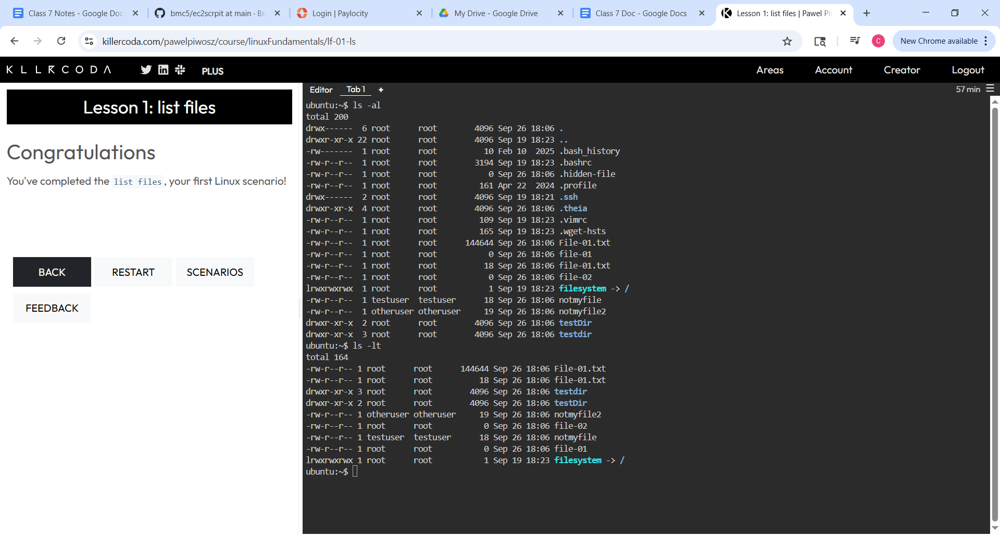 Class 7 Notes - Google Doc
bmc5/ec2scrpit at main · Br
Login | Paylocity
My Drive - Google Drive
Class 7 Doc - Google Docs
Lesson 1: list files | Pawel Pi
killercoda.com/pawelpiwosz/course/linuxFundamentals/lf-01-ls
C
New Chrome available
KLLRCODA
PLUS
Areas
Account
Creator
Logout
Lesson 1: list files
Congratulations
You've completed the list files, your first Linux scenario!
BACK
RESTART
SCENARIOS
FEEDBACK
Editor
Tab 1
+
57 min
ubuntu:~$ ls -al
total 200
drwx------  6 root      root        4096 Sep 26 18:06 .
drwxr-xr-x 22 root      root        4096 Sep 19 18:23 ..
-rw-------  1 root      root          10 Feb 10  2025 .bash_history
-rw-r--r--  1 root      root        3194 Sep 19 18:23 .bashrc
-rw-r--r--  1 root      root           0 Sep 26 18:06 .hidden-file
-rw-r--r--  1 root      root         161 Apr 22  2024 .profile
drwx------  2 root      root        4096 Sep 19 18:21 .ssh
drwxr-xr-x  4 root      root        4096 Sep 26 18:06 .theia
-rw-r--r--  1 root      root         109 Sep 19 18:23 .vimrc
-rw-r--r--  1 root      root         165 Sep 19 18:23 .wget-hsts
-rw-r--r--  1 root      root      144644 Sep 26 18:06 File-01.txt
-rw-r--r--  1 root      root           0 Sep 26 18:06 file-01
-rw-r--r--  1 root      root          18 Sep 26 18:06 file-01.txt
-rw-r--r--  1 root      root           0 Sep 26 18:06 file-02
lrwxrwxrwx  1 root      root           1 Sep 19 18:23 filesystem -> /
-rw-r--r--  1 testuser  testuser      18 Sep 26 18:06 notmyfile
-rw-r--r--  1 otheruser otheruser     19 Sep 26 18:06 notmyfile2
drwxr-xr-x  2 root      root        4096 Sep 26 18:06 testDir
drwxr-xr-x  3 root      root        4096 Sep 26 18:06 testdir
ubuntu:~$ ls -lt
total 164
-rw-r--r-- 1 root      root      144644 Sep 26 18:06 File-01.txt
-rw-r--r-- 1 root      root          18 Sep 26 18:06 file-01.txt
drwxr-xr-x 3 root      root        4096 Sep 26 18:06 testdir
drwxr-xr-x 2 root      root        4096 Sep 26 18:06 testDir
-rw-r--r-- 1 otheruser otheruser     19 Sep 26 18:06 notmyfile2
-rw-r--r-- 1 root      root           0 Sep 26 18:06 file-02
-rw-r--r-- 1 testuser  testuser      18 Sep 26 18:06 notmyfile
-rw-r--r-- 1 root      root           0 Sep 26 18:06 file-01
lrwxrwxrwx 1 root      root           1 Sep 19 18:23 filesystem -> /
ubuntu:~$